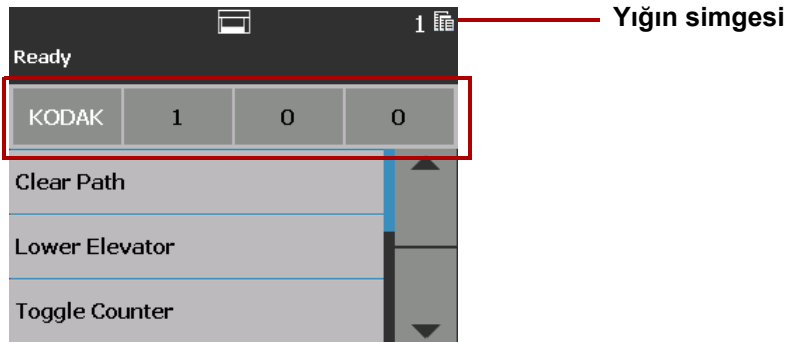 1 Yığın simgesi
Ready
KODAK 1 0 0
Clear Path
Lower Elevator
Toggle Counter